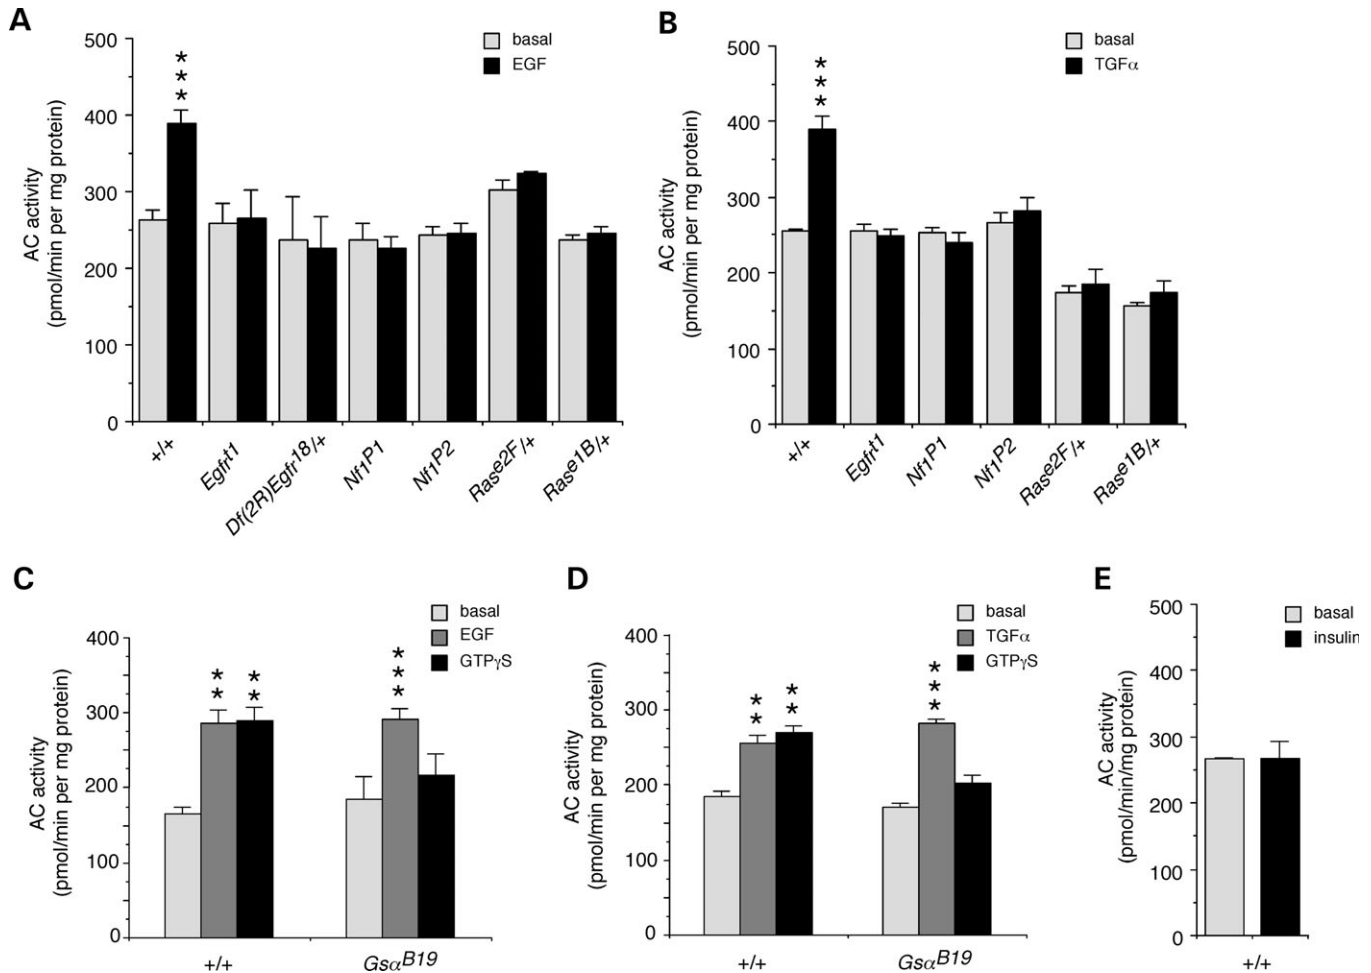 A
AC activity
(pmol/min per mg protein)
500
400
300
200
100
0
basal
EGF
***
+/+
Egfrt1
Df(2R)Egfr18/+
Nf1P1
Nf1P2
Rase2F/+
Rase1B/+
B
AC activity
(pmol/min per mg protein)
500
400
300
200
100
0
basal
TGFα
***
+/+
Egfrt1
Nf1P1
Nf1P2
Rase2F/+
Rase1B/+
C
AC activity
(pmol/min per mg protein)
400
300
200
100
0
basal
EGF
GTPγS
**
**
***
+/+
GsαB19
D
AC activity
(pmol/min per mg protein)
400
300
200
100
0
basal
TGFα
GTPγS
**
**
***
+/+
GsαB19
E
AC activity
(pmol/min/mg protein)
500
400
300
200
100
0
basal
insulin
+/+